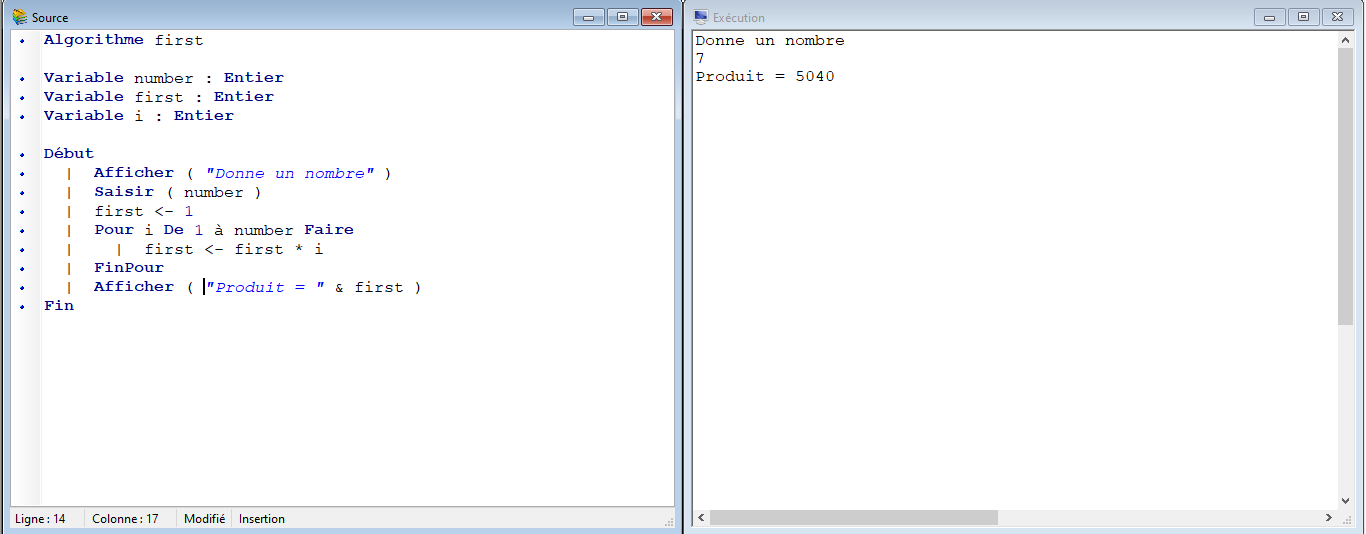 Source
Algorithme first
Variable number : Entier
Variable first : Entier
Variable i : Entier
Début
Afficher ( "Donne un nombre" )
Saisir ( number )
first <- 1
Pour i De 1 à number Faire
first <- first * i
FinPour
Afficher ( "Produit = " & first )
Fin
Ligne : 14 Colonne : 17 Modifié Insertion
Exécution
Donne un nombre
7
Produit = 5040